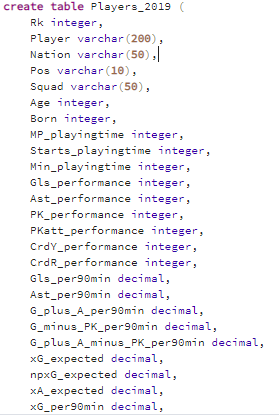 create table Players_2019 (
Rk integer,
Player varchar(200),
Nation varchar(50),
Pos varchar(10),
Squad varchar(50),
Age integer,
Born integer,
MP_playingtime integer,
Starts_playingtime integer,
Min_playingtime integer,
Gls_performance integer,
Ast_performance integer,
PK_performance integer,
PKatt_performance integer,
CrdY_performance integer,
CrdR_performance integer,
Gls_per90min decimal,
Ast_per90min decimal,
G_plus_A_per90min decimal,
G_minus_PK_per90min decimal,
G_plus_A_minus_PK_per90min decimal,
xG_expected decimal,
npxG_expected decimal,
xA_expected decimal,
xG_per90min decimal,